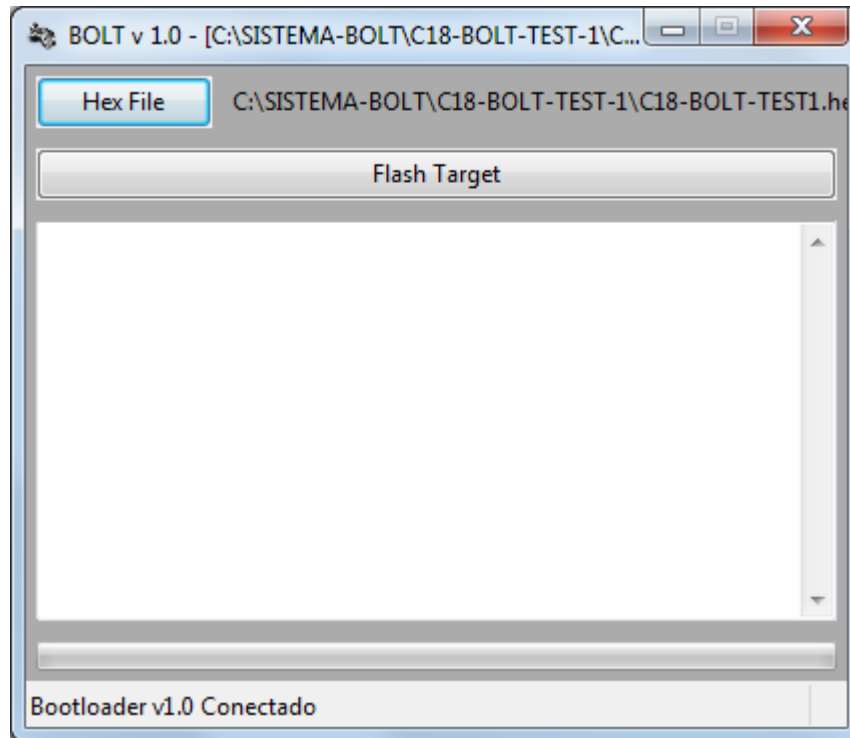 BOLT v 1.0 - [C:\SISTEMA-BOLT\C18-BOLT-TEST-1\C...
Hex File
C:\SISTEMA-BOLT\C18-BOLT-TEST-1\C18-BOLT-TEST1.he
Flash Target
Bootloader v1.0 Conectado